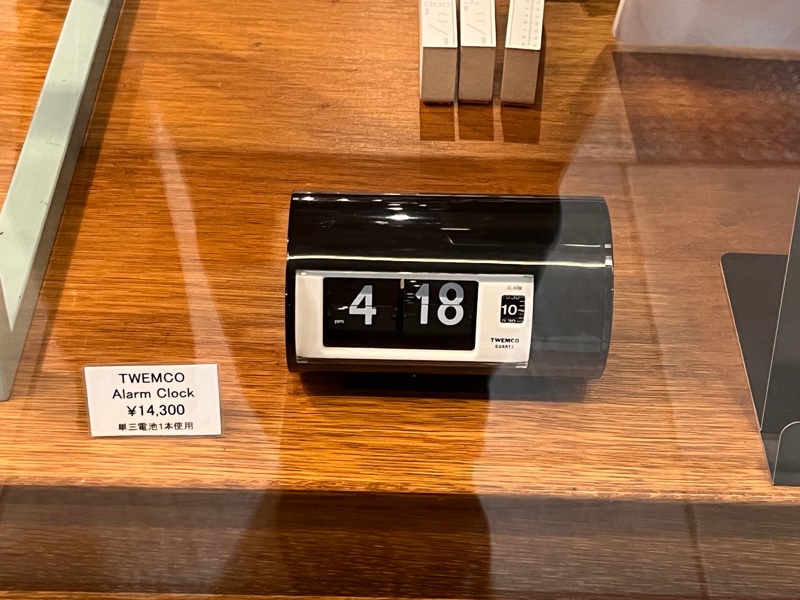 4 18
pm
ALARM
10
TWEMCO
QUARTZ
TWEMCO
Alarm Clock
¥14,300
単三電池1本使用